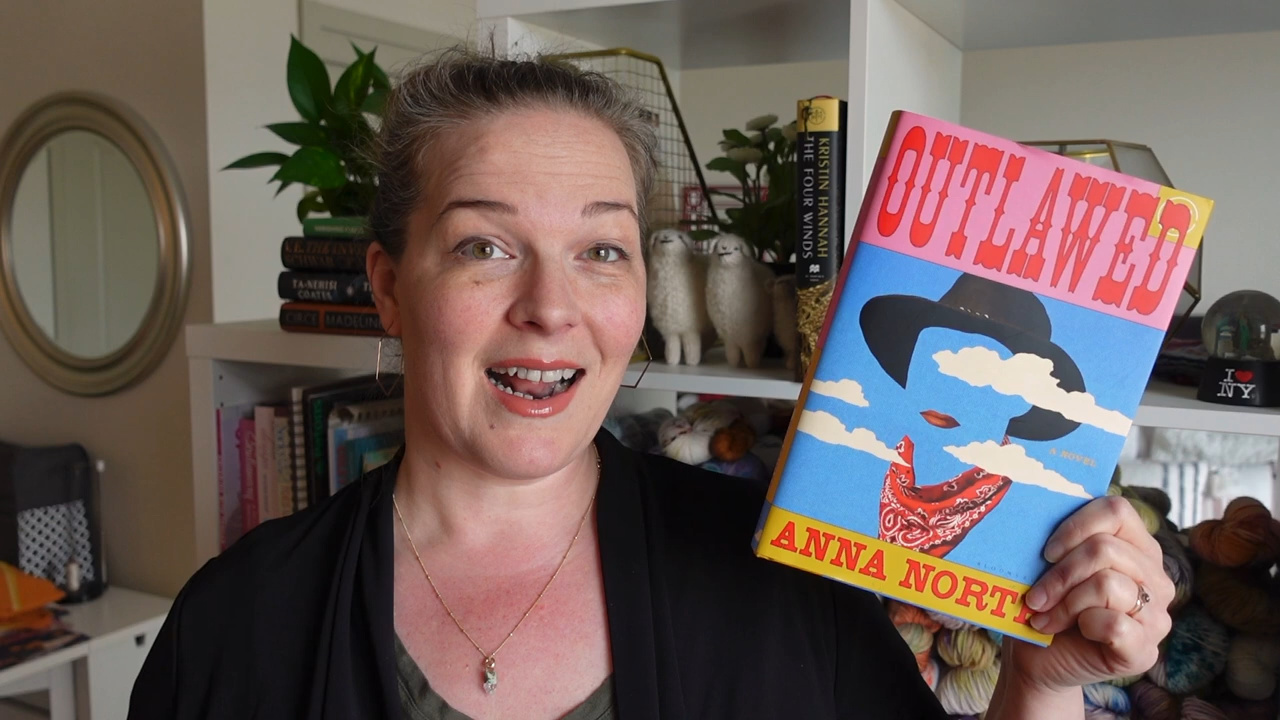 OUTLAWED
A NOVEL
ANNA NORTH
KRISTIN HANNAH
THE FOUR WINDS
TA-NEHISI
COATES
CIRCE MADELINE
I ♥
NY